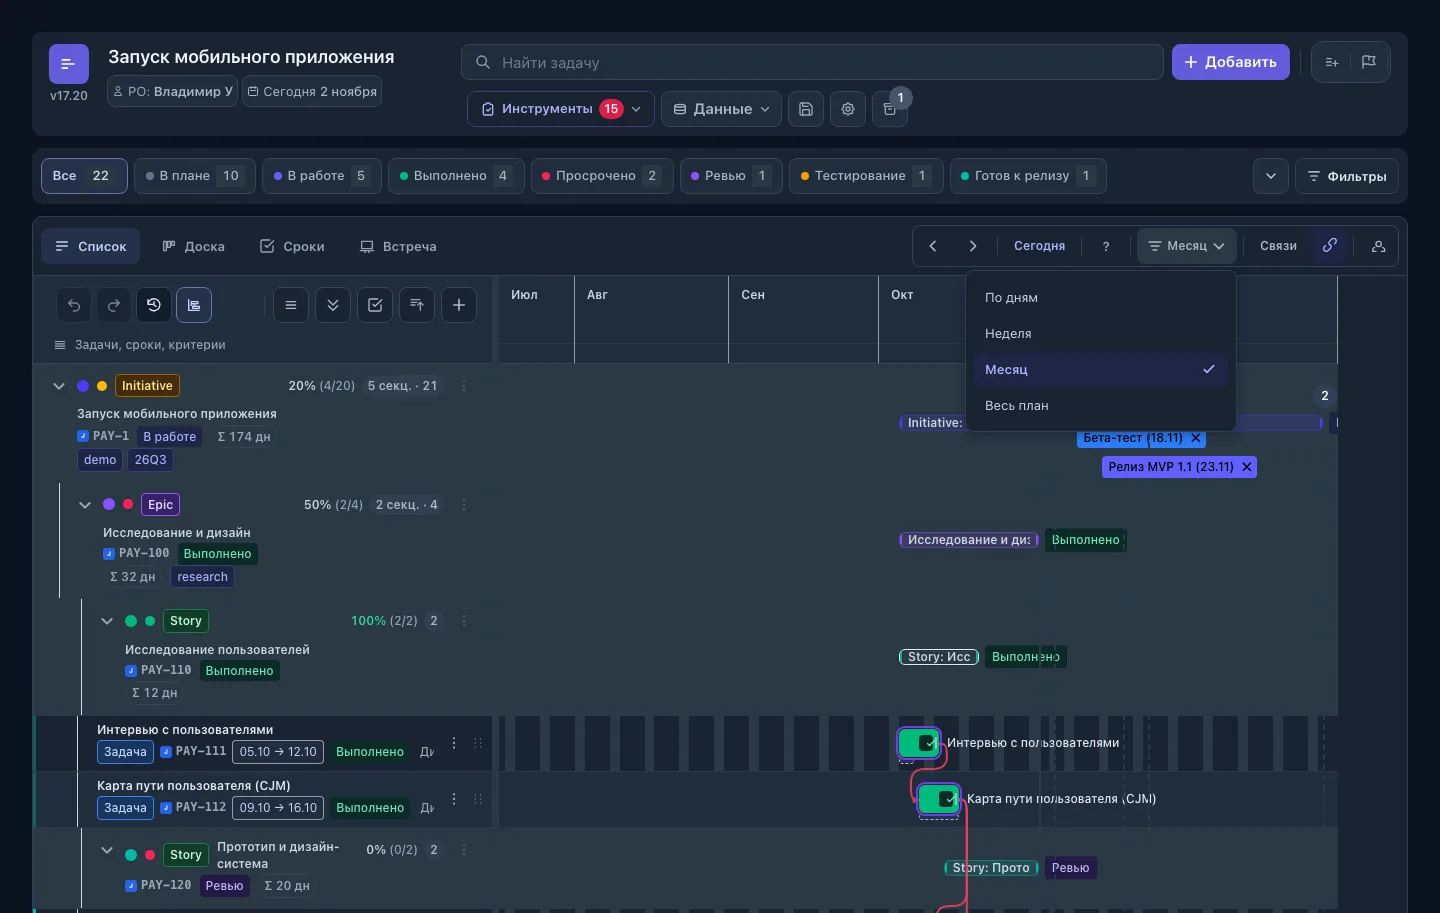 Запуск мобильного приложения
v17.20
PO: Владимир У
Сегодня 2 ноября
Найти задачу
Добавить
Инструменты 15
Данные
1
Все 22
В плане 10
В работе 5
Выполнено 4
Просрочено 2
Ревью 1
Тестирование 1
Готов к релизу 1
Фильтры
Список
Доска
Сроки
Встреча
Сегодня
?
Месяц
Связи
По дням
Неделя
Месяц
Весь план
Задачи, сроки, критерии
Июл
Авг
Сен
Окт
Initiative
20% (4/20)
5 секц. · 21
Запуск мобильного приложения
PAY-1
В работе
Σ 174 дн
demo
26Q3
Initiative:
2
Бета-тест (18.11)
Релиз MVP 1.1 (23.11)
Epic
50% (2/4)
2 секц. · 4
Исследование и дизайн
PAY-100
Выполнено
Σ 32 дн
research
Исследование и диз
Выполнено
Story
100% (2/2)
2
Исследование пользователей
PAY-110
Выполнено
Σ 12 дн
Story: Исс
Выполнено
Интервью с пользователями
Задача
PAY-111
05.10 → 12.10
Выполнено
Ди
Интервью с пользователями
Карта пути пользователя (CJM)
Задача
PAY-112
09.10 → 16.10
Выполнено
Ди
Карта пути пользователя (CJM)
Story
Прототип и дизайн-
система
0% (0/2)
2
PAY-120
Ревью
Σ 20 дн
Story: Прото
Ревью